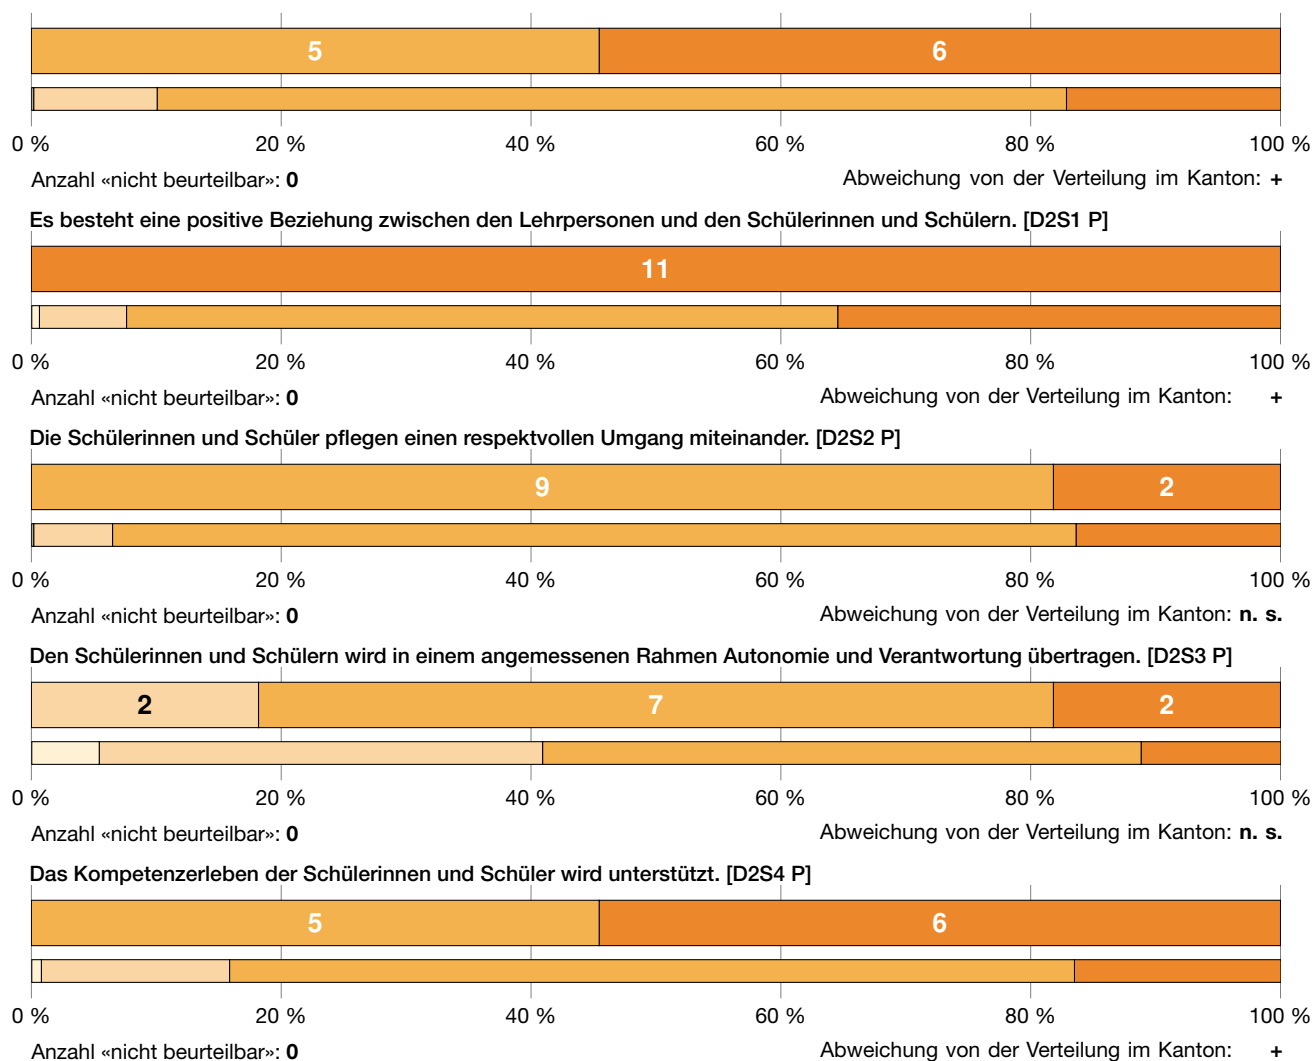 5 6
0 % 20 % 40 % 60 % 80 % 100 %
Anzahl «nicht beurteilbar»: 0 Abweichung von der Verteilung im Kanton: +
Es besteht eine positive Beziehung zwischen den Lehrpersonen und den Schülerinnen und Schülern. [D2S1 P]
11
0 % 20 % 40 % 60 % 80 % 100 %
Anzahl «nicht beurteilbar»: 0 Abweichung von der Verteilung im Kanton: +
Die Schülerinnen und Schüler pflegen einen respektvollen Umgang miteinander. [D2S2 P]
9 2
0 % 20 % 40 % 60 % 80 % 100 %
Anzahl «nicht beurteilbar»: 0 Abweichung von der Verteilung im Kanton: n. s.
Den Schülerinnen und Schülern wird in einem angemessenen Rahmen Autonomie und Verantwortung übertragen. [D2S3 P]
2 7 2
0 % 20 % 40 % 60 % 80 % 100 %
Anzahl «nicht beurteilbar»: 0 Abweichung von der Verteilung im Kanton: n. s.
Das Kompetenzerleben der Schülerinnen und Schüler wird unterstützt. [D2S4 P]
5 6
0 % 20 % 40 % 60 % 80 % 100 %
Anzahl «nicht beurteilbar»: 0 Abweichung von der Verteilung im Kanton: +